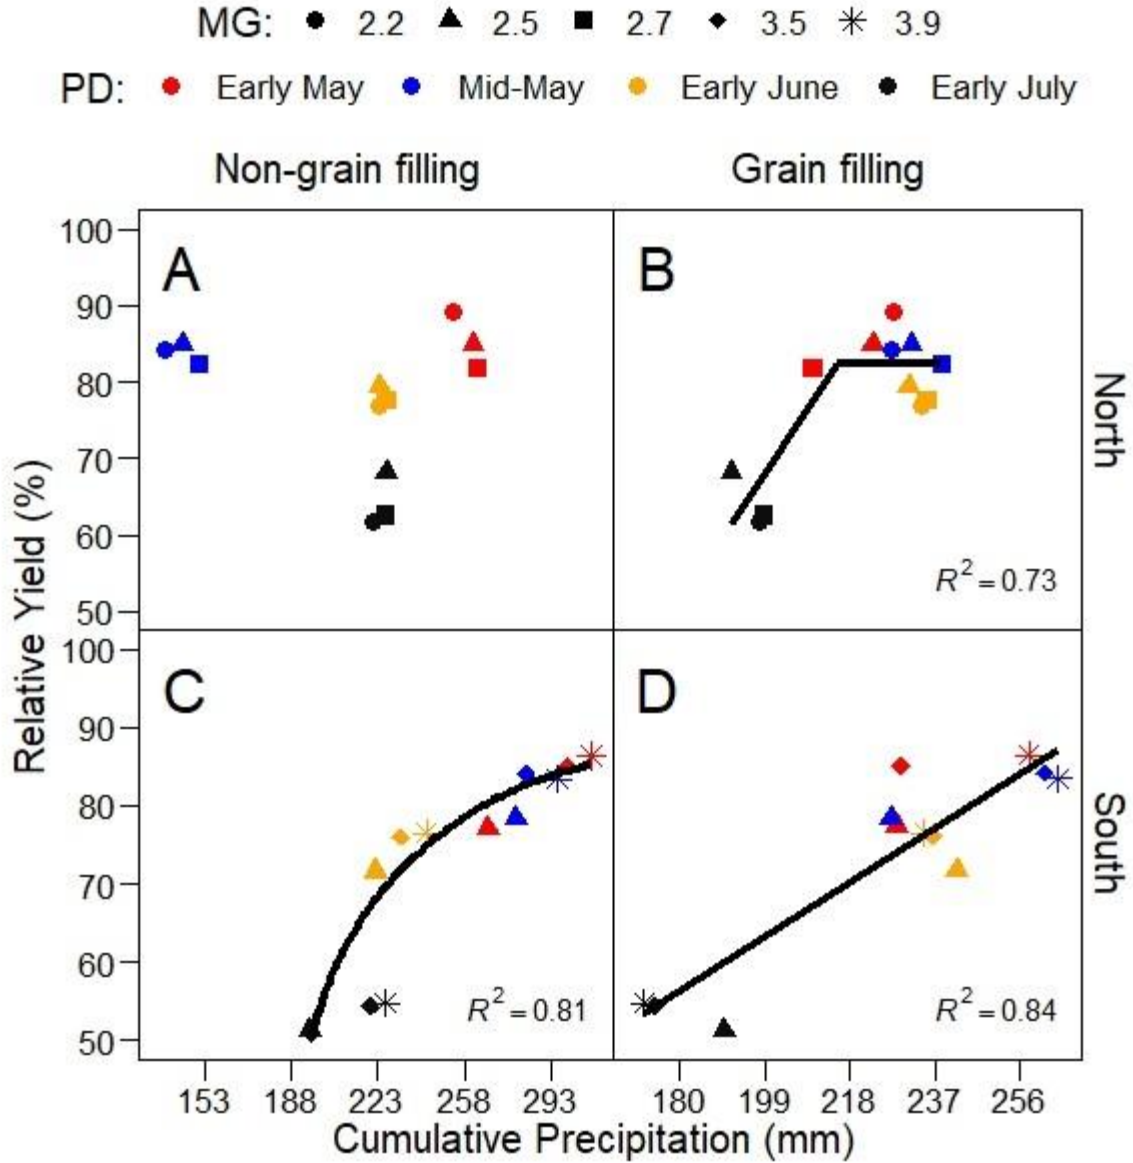 MG: 2.2 2.5 2.7 3.5 3.9
PD: Early May Mid-May Early June Early July
Non-grain filling Grain filling
A B
100
90
80
70
60
50
R² = 0.73
North
Relative Yield (%)
C D
100
90
80
70
60
50
R² = 0.81 R² = 0.84
South
153 188 223 258 293 180 199 218 237 256
Cumulative Precipitation (mm)